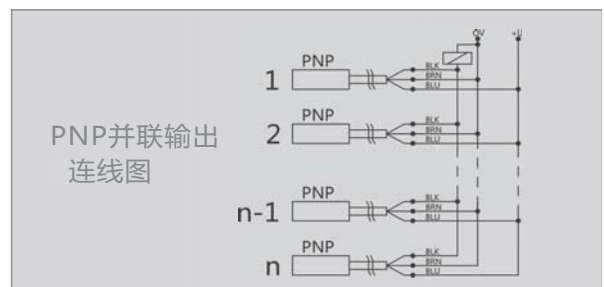 0V +U
PNP
1
BLK
BRN
BLU
PNP并联输出
连线图
PNP
2
BLK
BRN
BLU
PNP
n-1
BLK
BRN
BLU
PNP
n
BLK
BRN
BLU